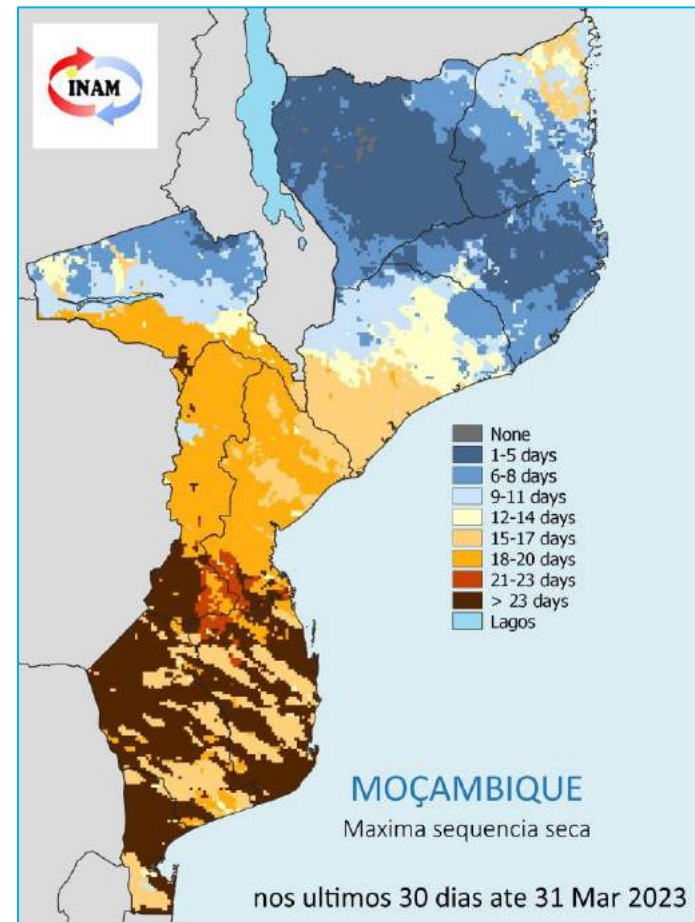 INAM
None
1-5 days
6-8 days
9-11 days
12-14 days
15-17 days
18-20 days
21-23 days
> 23 days
Lagos
MOÇAMBIQUE
Maxima sequencia seca
nos ultimos 30 dias ate 31 Mar 2023